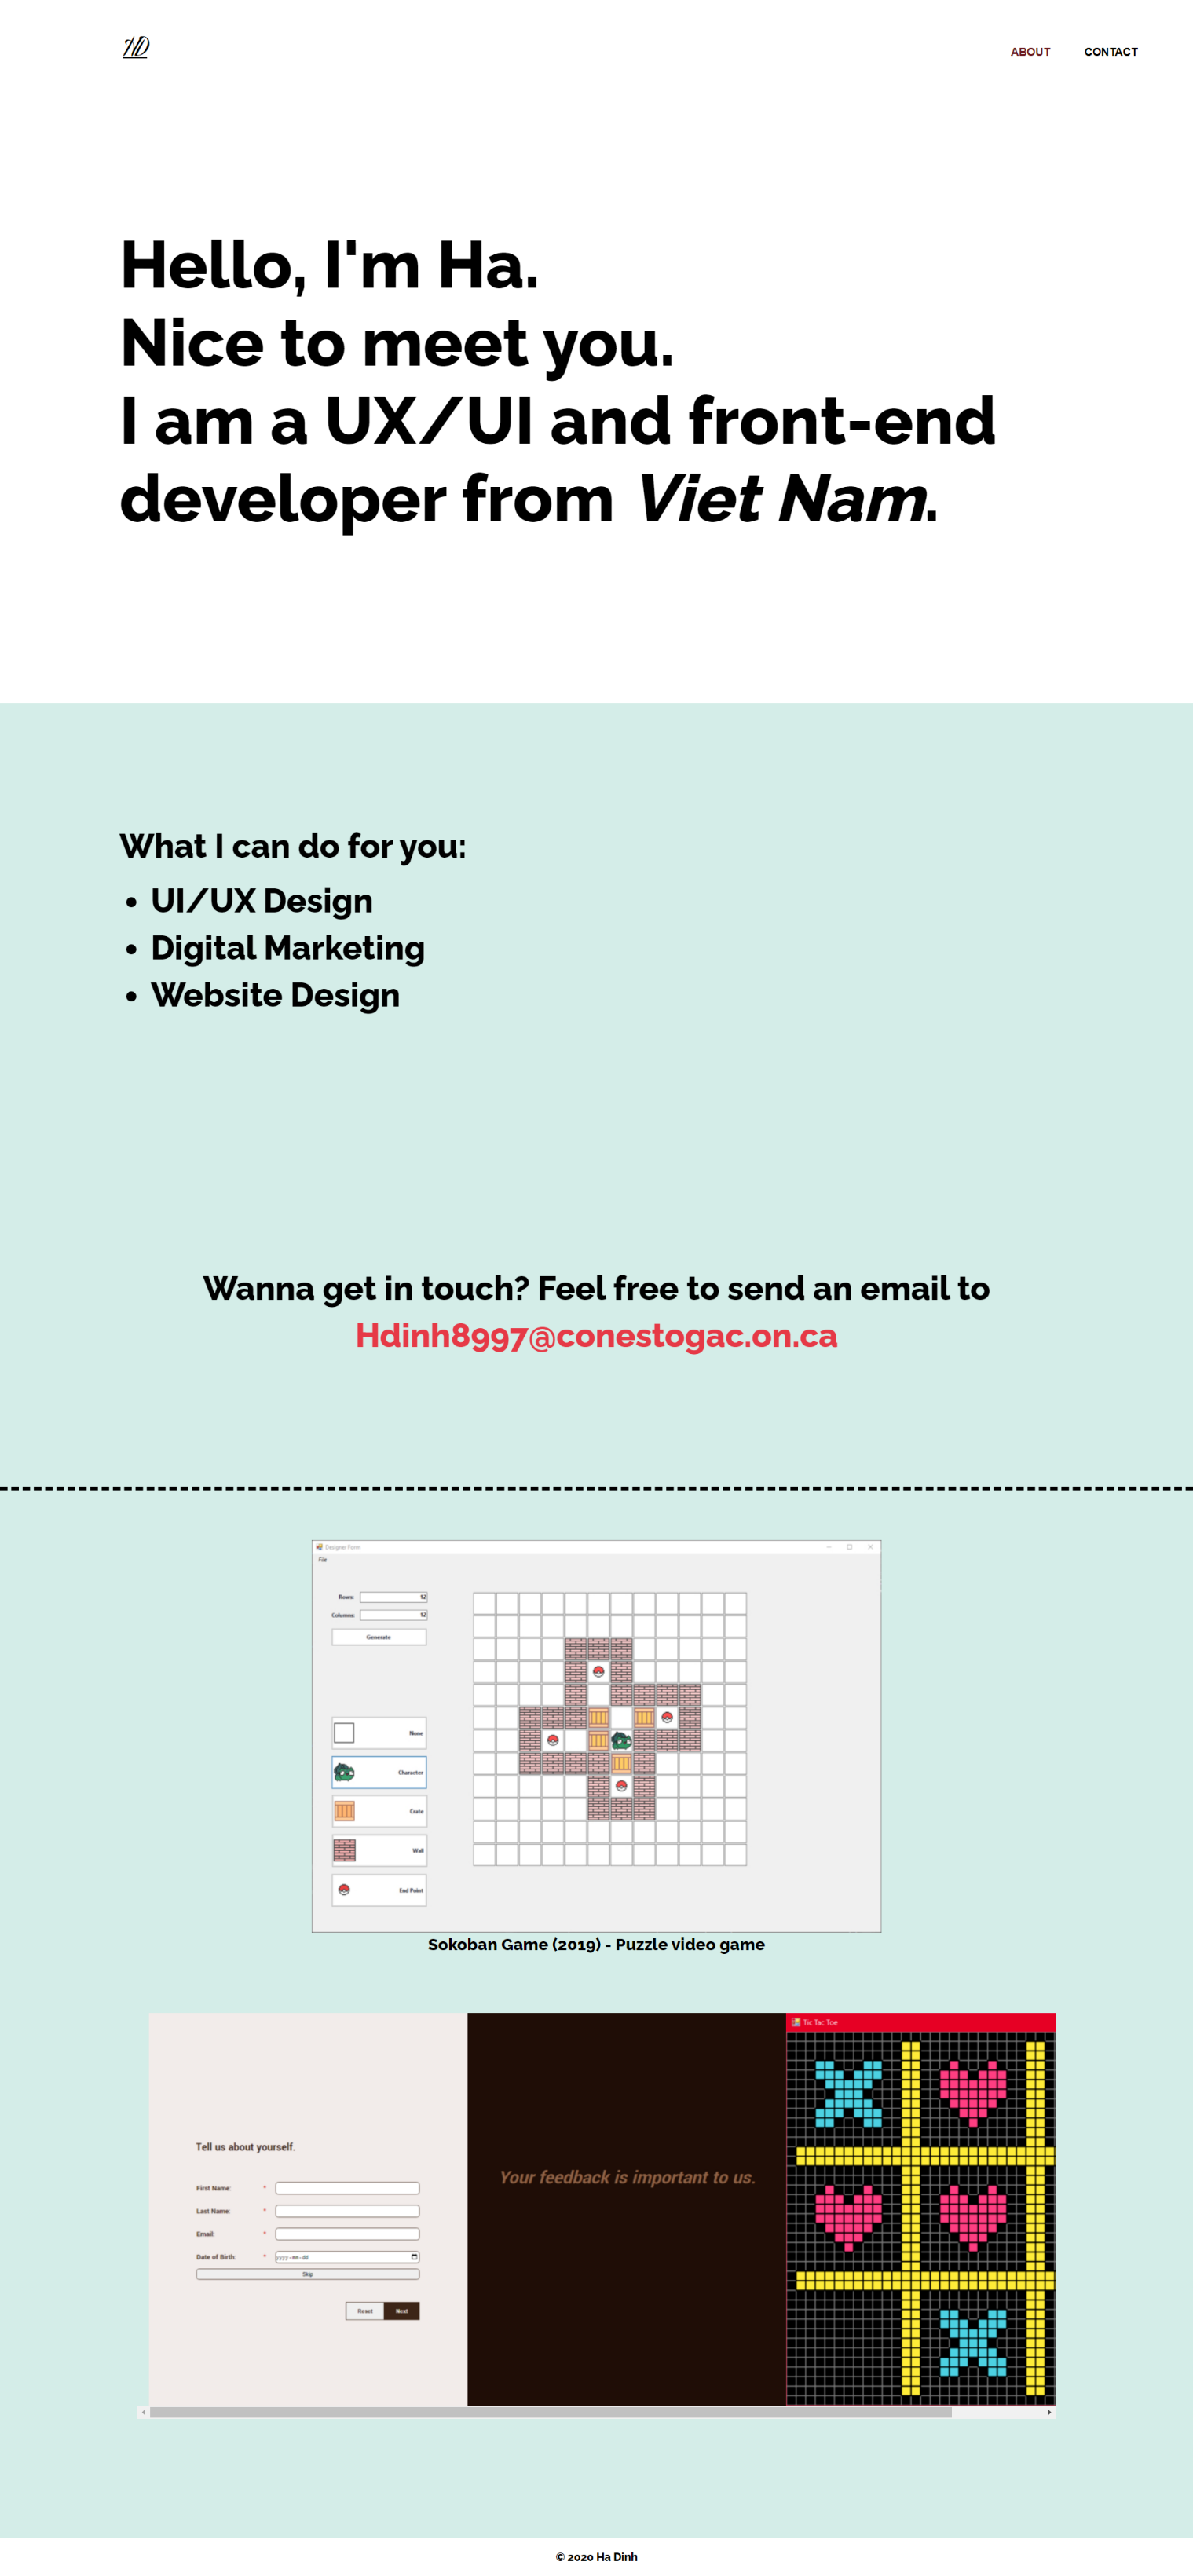 HD
ABOUT
CONTACT
Hello, I'm Ha.
Nice to meet you.
I am a UX/UI and front-end
developer from Viet Nam.
What I can do for you:
• UI/UX Design
• Digital Marketing
• Website Design
Wanna get in touch? Feel free to send an email to
Hdinh8997@conestogac.on.ca
Designer Form
File
Rows: 12
Columns: 12
Generate
None
Character
Crate
Wall
End Point
Sokoban Game (2019) - Puzzle video game
Tell us about yourself.
First Name: *
Last Name: *
Email: *
Date of Birth: * yyyy-mm-dd
Skip
Reset
Next
Your feedback is important to us.
Tic Tac Toe
© 2020 Ha Dinh